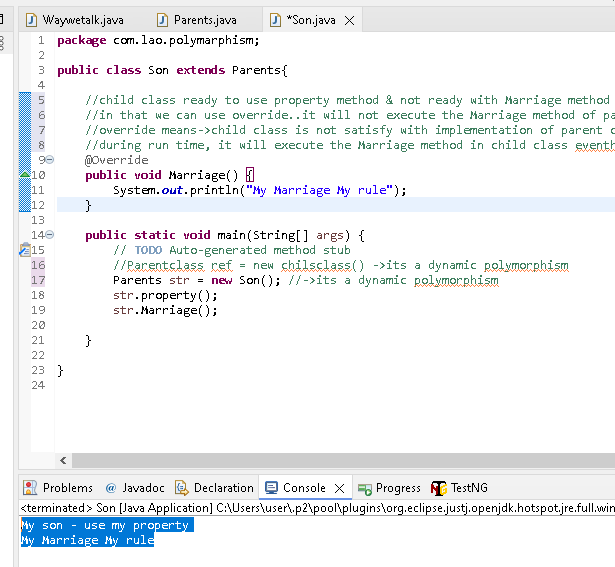 Waywetalk.java
Parents.java
*Son.java
1 package com.lao.polymarphism;
2
3 public class Son extends Parents{
4
5 //child class ready to use property method & not ready with Marriage method
6 //in that we can use override..it will not execute the Marriage method of pa
7 //override means->child class is not satisfy with implementation of parent c
8 //during run time, it will execute the Marriage method in child class eventh
9 @Override
10 public void Marriage() {
11 System.out.println("My Marriage My rule");
12 }
13
14 public static void main(String[] args) {
15 // TODO Auto-generated method stub
16 //Parentclass ref = new chilsclass() ->its a dynamic polymorphism
17 Parents str = new Son(); //->its a dynamic polymorphism
18 str.property();
19 str.Marriage();
20
21 }
22
23 }
24
Problems @ Javadoc Declaration Console Progress TestNG
<terminated> Son [Java Application] C:\Users\user\.p2\pool\plugins\org.eclipse.justj.openjdk.hotspot.jre.full.win
My son - use my property
My Marriage My rule